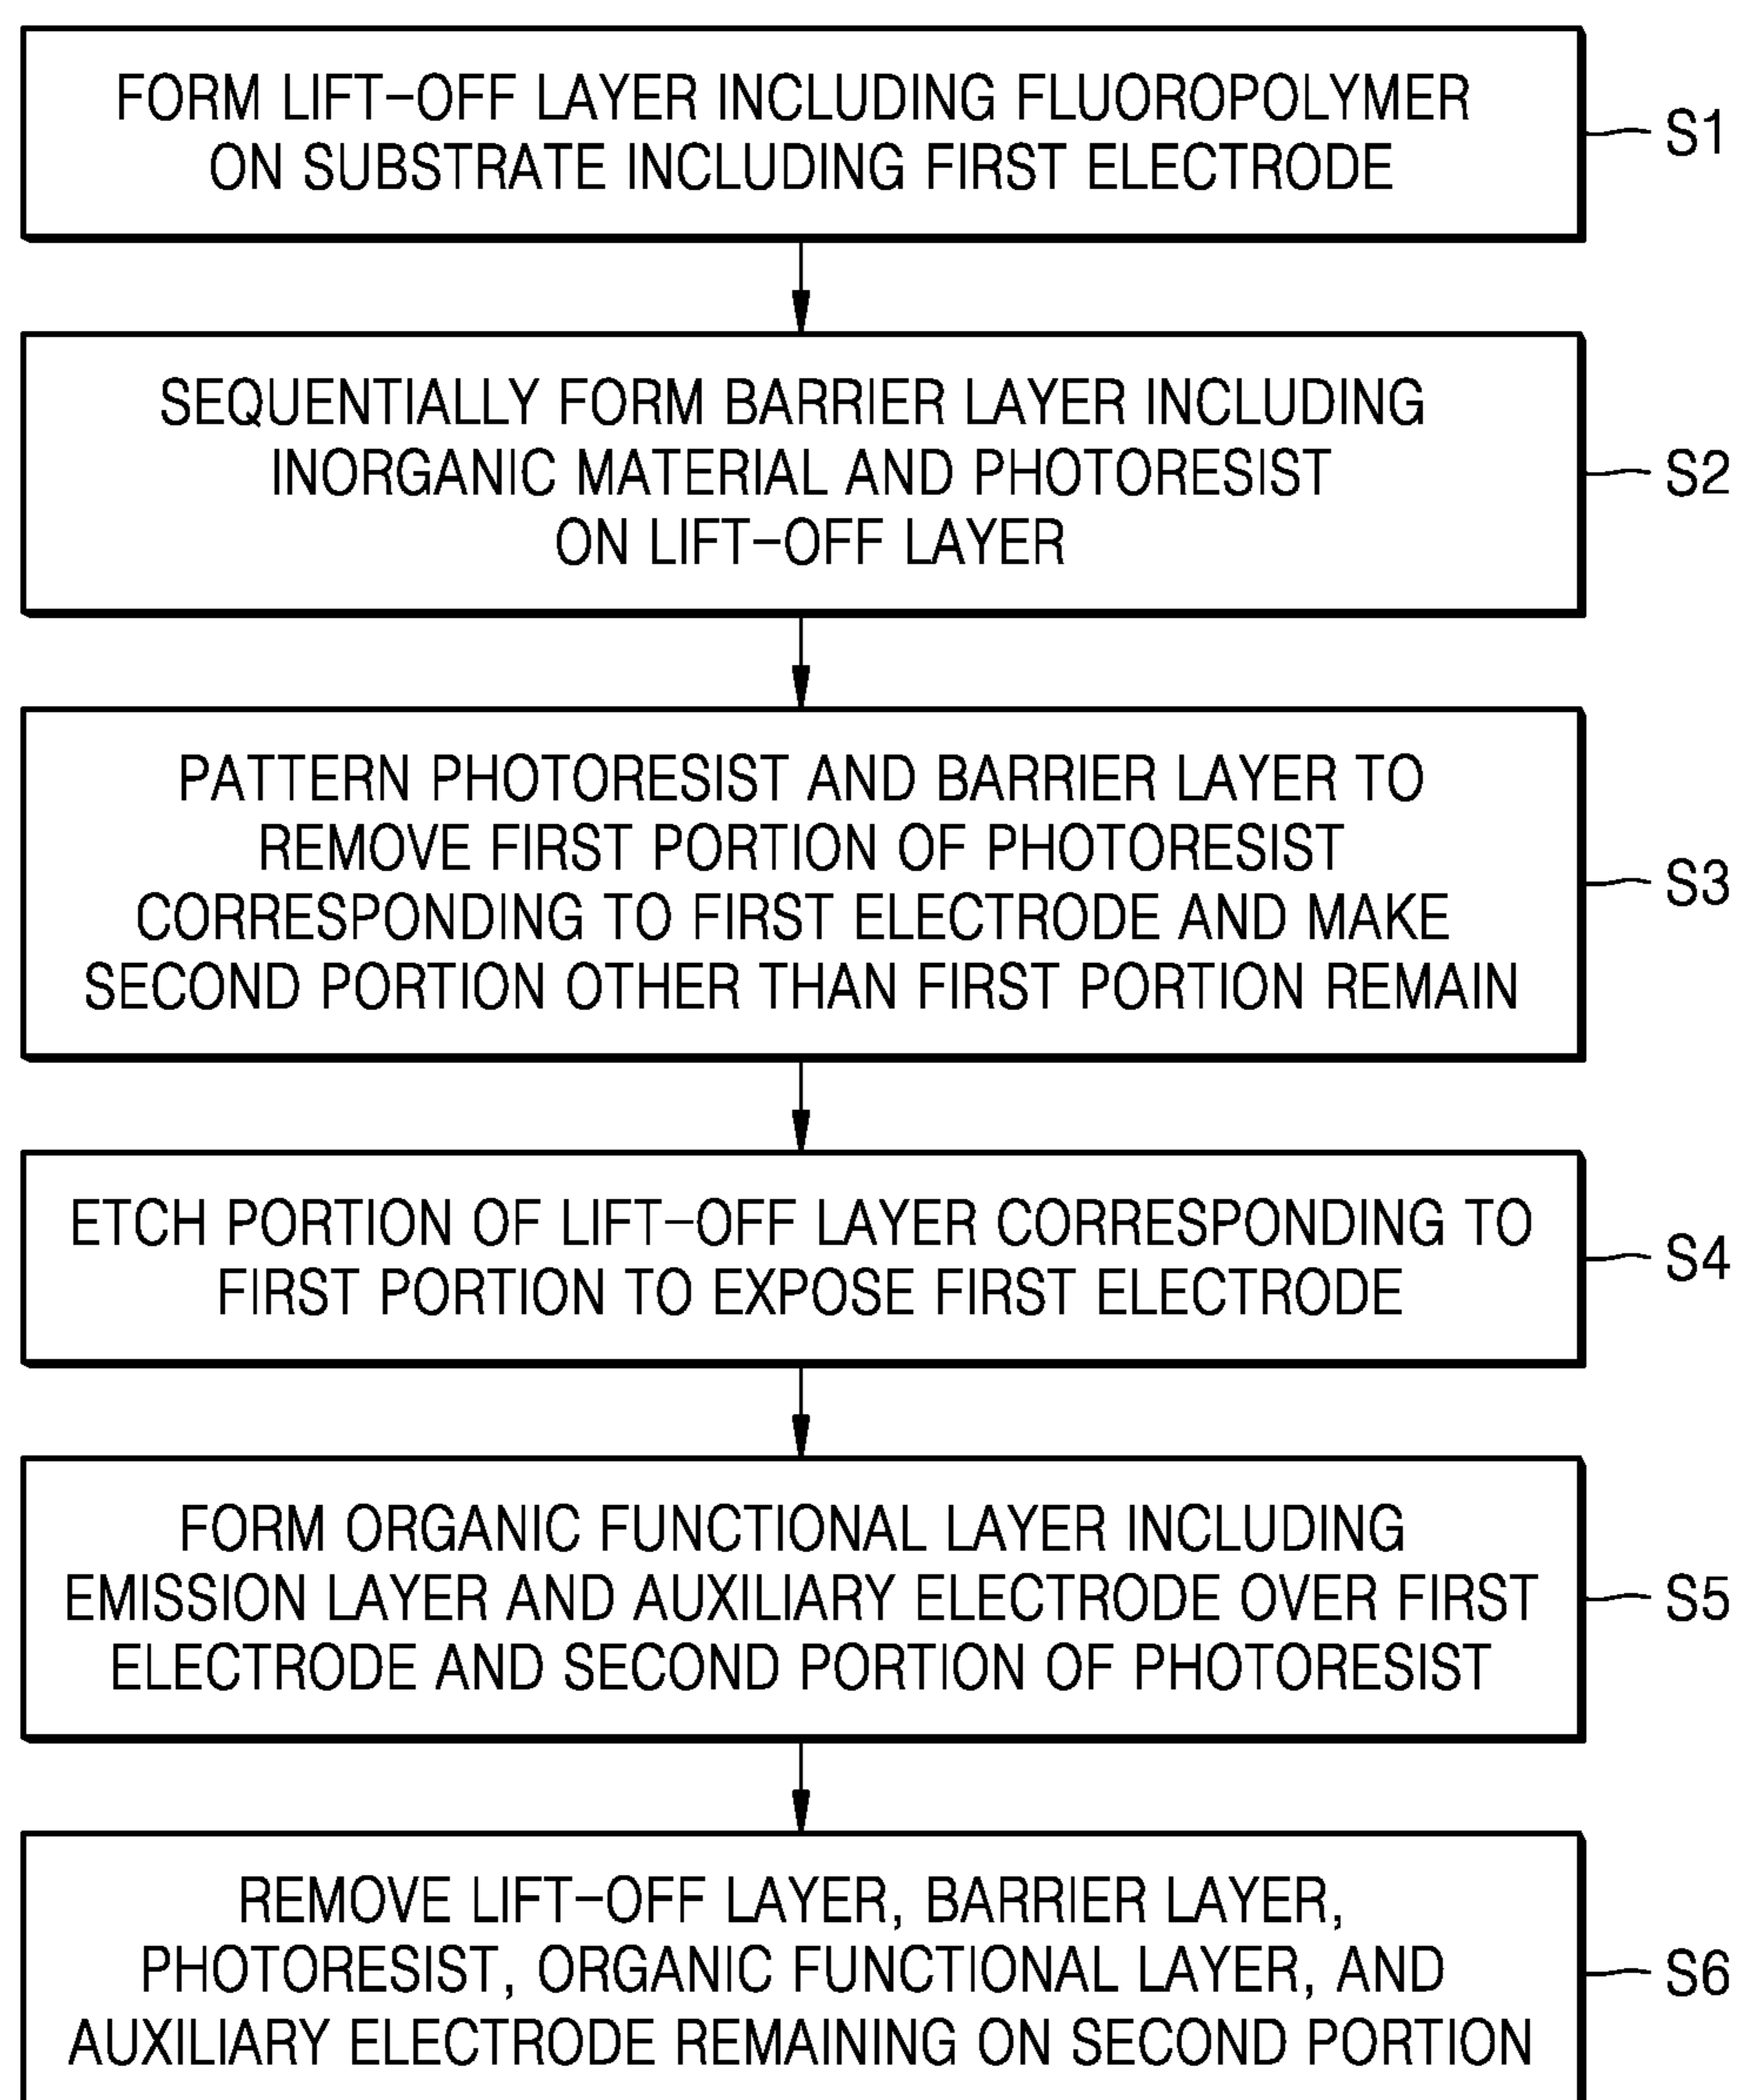 FORM LIFT-OFF LAYER INCLUDING FLUOROPOLYMER
ON SUBSTRATE INCLUDING FIRST ELECTRODE
S1
SEQUENTIALLY FORM BARRIER LAYER INCLUDING
INORGANIC MATERIAL AND PHOTORESIST
ON LIFT-OFF LAYER
S2
PATTERN PHOTORESIST AND BARRIER LAYER TO
REMOVE FIRST PORTION OF PHOTORESIST
CORRESPONDING TO FIRST ELECTRODE AND MAKE
SECOND PORTION OTHER THAN FIRST PORTION REMAIN
S3
ETCH PORTION OF LIFT-OFF LAYER CORRESPONDING TO
FIRST PORTION TO EXPOSE FIRST ELECTRODE
S4
FORM ORGANIC FUNCTIONAL LAYER INCLUDING
EMISSION LAYER AND AUXILIARY ELECTRODE OVER FIRST
ELECTRODE AND SECOND PORTION OF PHOTORESIST
S5
REMOVE LIFT-OFF LAYER, BARRIER LAYER,
PHOTORESIST, ORGANIC FUNCTIONAL LAYER, AND
AUXILIARY ELECTRODE REMAINING ON SECOND PORTION
S6